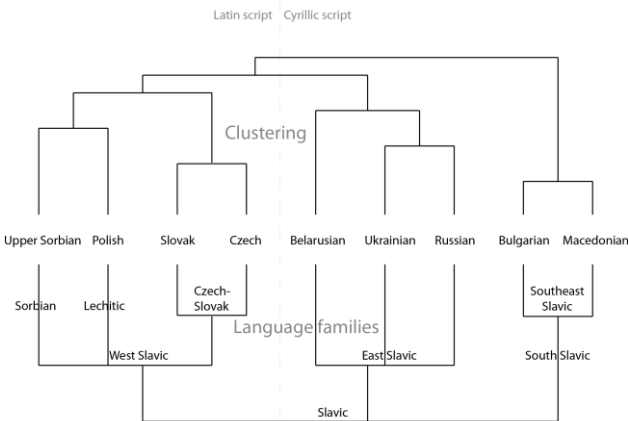 Latin script Cyrillic script
Clustering
Upper Sorbian Polish Slovak Czech Belarusian Ukrainian Russian Bulgarian Macedonian
Czech-
Slovak
Southeast
Slavic
Sorbian Lechitic
Language families
West Slavic East Slavic South Slavic
Slavic